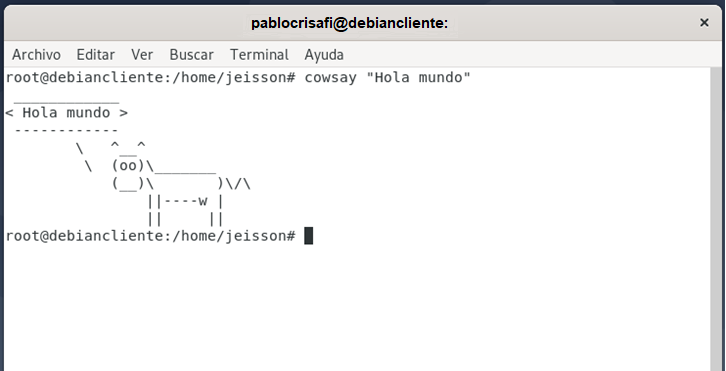 pablocrisafi@debiancliente:
×
Archivo Editar Ver Buscar Terminal Ayuda
root@debiancliente:/home/jeisson# cowsay "Hola mundo"
 ____________
< Hola mundo >
 ------------
        \   ^__^
         \  (oo)\_______
            (__)\       )\/\
                ||----w |
                ||     ||
root@debiancliente:/home/jeisson#